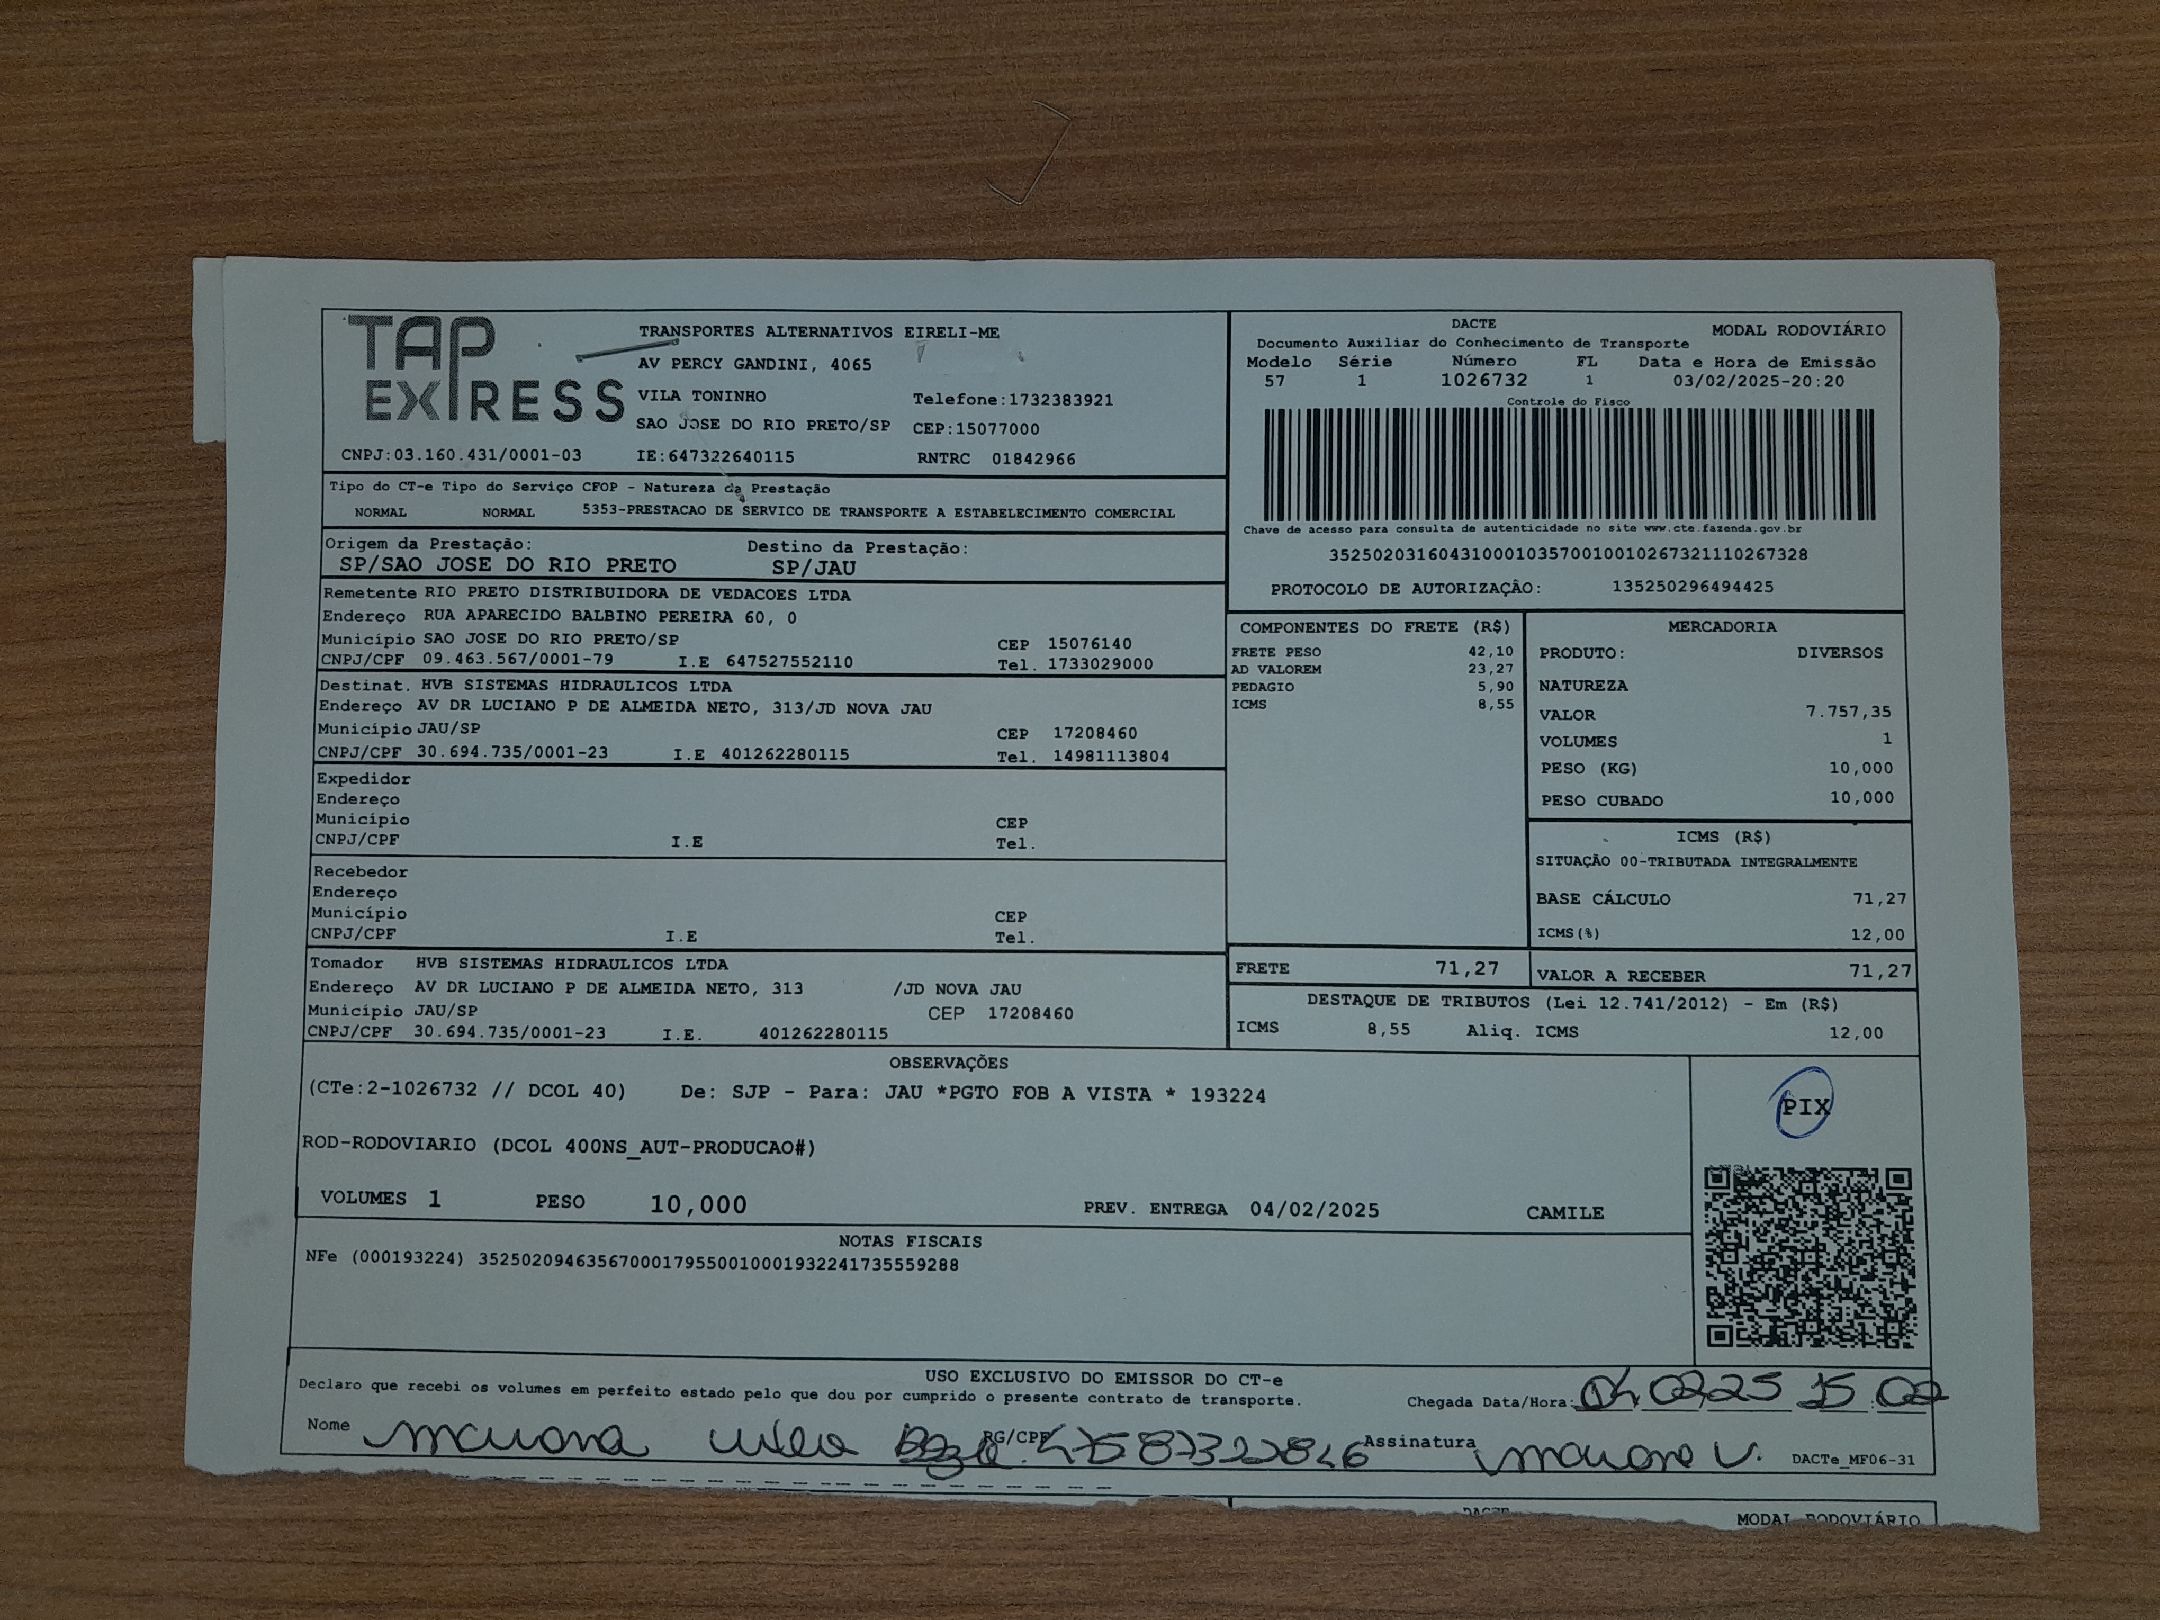 TAP EXPRESS
TRANSPORTES ALTERNATIVOS EIRELI-ME
AV PERCY GANDINI, 4065
VILA TONINHO Telefone:1732383921
SAO JOSE DO RIO PRETO/SP CEP:15077000
CNPJ:03.160.431/0001-03 IE:647322640115 RNTRC 01842966
DACTE MODAL RODOVIÁRIO
Documento Auxiliar do Conhecimento de Transporte
Modelo Série Número FL Data e Hora de Emissão
57 1 1026732 1 03/02/2025-20:20
Controle do Fisco
Chave de acesso para consulta de autenticidade no site www.cte.fazenda.gov.br
35250203160431000103570010010267321110267328
PROTOCOLO DE AUTORIZAÇÃO: 135250296494425
Tipo do CT-e Tipo do Serviço CFOP - Natureza da Prestação
NORMAL NORMAL 5353-PRESTACAO DE SERVICO DE TRANSPORTE A ESTABELECIMENTO COMERCIAL
Origem da Prestação: Destino da Prestação:
SP/SAO JOSE DO RIO PRETO SP/JAU
Remetente RIO PRETO DISTRIBUIDORA DE VEDACOES LTDA
Endereço RUA APARECIDO BALBINO PEREIRA 60, 0
Município SAO JOSE DO RIO PRETO/SP CEP 15076140
CNPJ/CPF 09.463.567/0001-79 I.E 647527552110 Tel. 1733029000
Destinat. HVB SISTEMAS HIDRAULICOS LTDA
Endereço AV DR LUCIANO P DE ALMEIDA NETO, 313/JD NOVA JAU
Município JAU/SP CEP 17208460
CNPJ/CPF 30.694.735/0001-23 I.E 401262280115 Tel. 14981113804
Expedidor
Endereço
Município CEP
CNPJ/CPF I.E Tel.
Recebedor
Endereço
Município CEP
CNPJ/CPF I.E Tel.
Tomador HVB SISTEMAS HIDRAULICOS LTDA
Endereço AV DR LUCIANO P DE ALMEIDA NETO, 313 /JD NOVA JAU
Município JAU/SP CEP 17208460
CNPJ/CPF 30.694.735/0001-23 I.E. 401262280115
COMPONENTES DO FRETE (R$)
FRETE PESO 42,10
AD VALOREM 23,27
PEDAGIO 5,90
ICMS 8,55
MERCADORIA
PRODUTO: DIVERSOS
NATUREZA
VALOR 7.757,35
VOLUMES 1
PESO (KG) 10,000
PESO CUBADO 10,000
ICMS (R$)
SITUAÇÃO 00-TRIBUTADA INTEGRALMENTE
BASE CÁLCULO 71,27
ICMS(%) 12,00
FRETE 71,27 VALOR A RECEBER 71,27
DESTAQUE DE TRIBUTOS (Lei 12.741/2012) - Em (R$)
ICMS 8,55 Aliq. ICMS 12,00
OBSERVAÇÕES
(CTe:2-1026732 // DCOL 40) De: SJP - Para: JAU *PGTO FOB A VISTA * 193224
ROD-RODOVIARIO (DCOL 400NS_AUT-PRODUCAO#)
VOLUMES 1 PESO 10,000 PREV. ENTREGA 04/02/2025 CAMILE
PIX
NOTAS FISCAIS
NFe (000193224) 35250209463567000179550010001932241735559288
USO EXCLUSIVO DO EMISSOR DO CT-e
Declaro que recebi os volumes em perfeito estado pelo que dou por cumprido o presente contrato de transporte. Chegada Data/Hora: 04 02 25 15:02
Nome RG/CPF Assinatura DACTe_MF06-31
MODAL RODOVIÁRIO